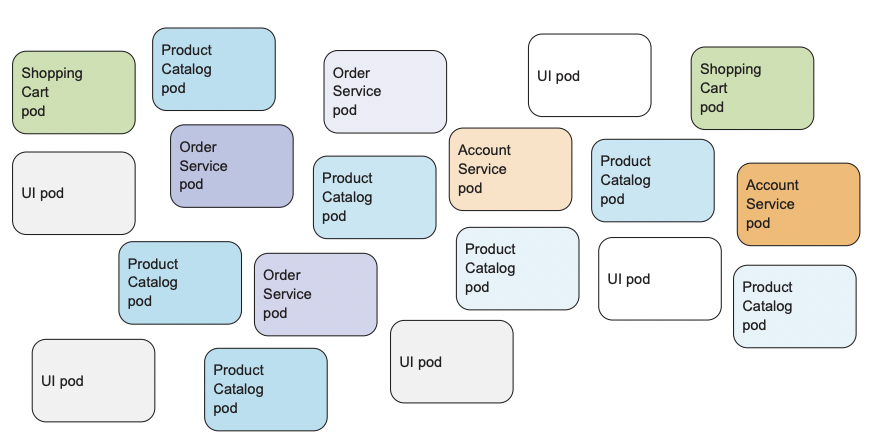 Shopping
Cart
pod
Product
Catalog
pod
Order
Service
pod
UI pod
Shopping
Cart
pod
UI pod
Order
Service
pod
Product
Catalog
pod
Account
Service
pod
Product
Catalog
pod
Account
Service
pod
Product
Catalog
pod
Order
Service
pod
Product
Catalog
pod
UI pod
Product
Catalog
pod
UI pod
Product
Catalog
pod
UI pod